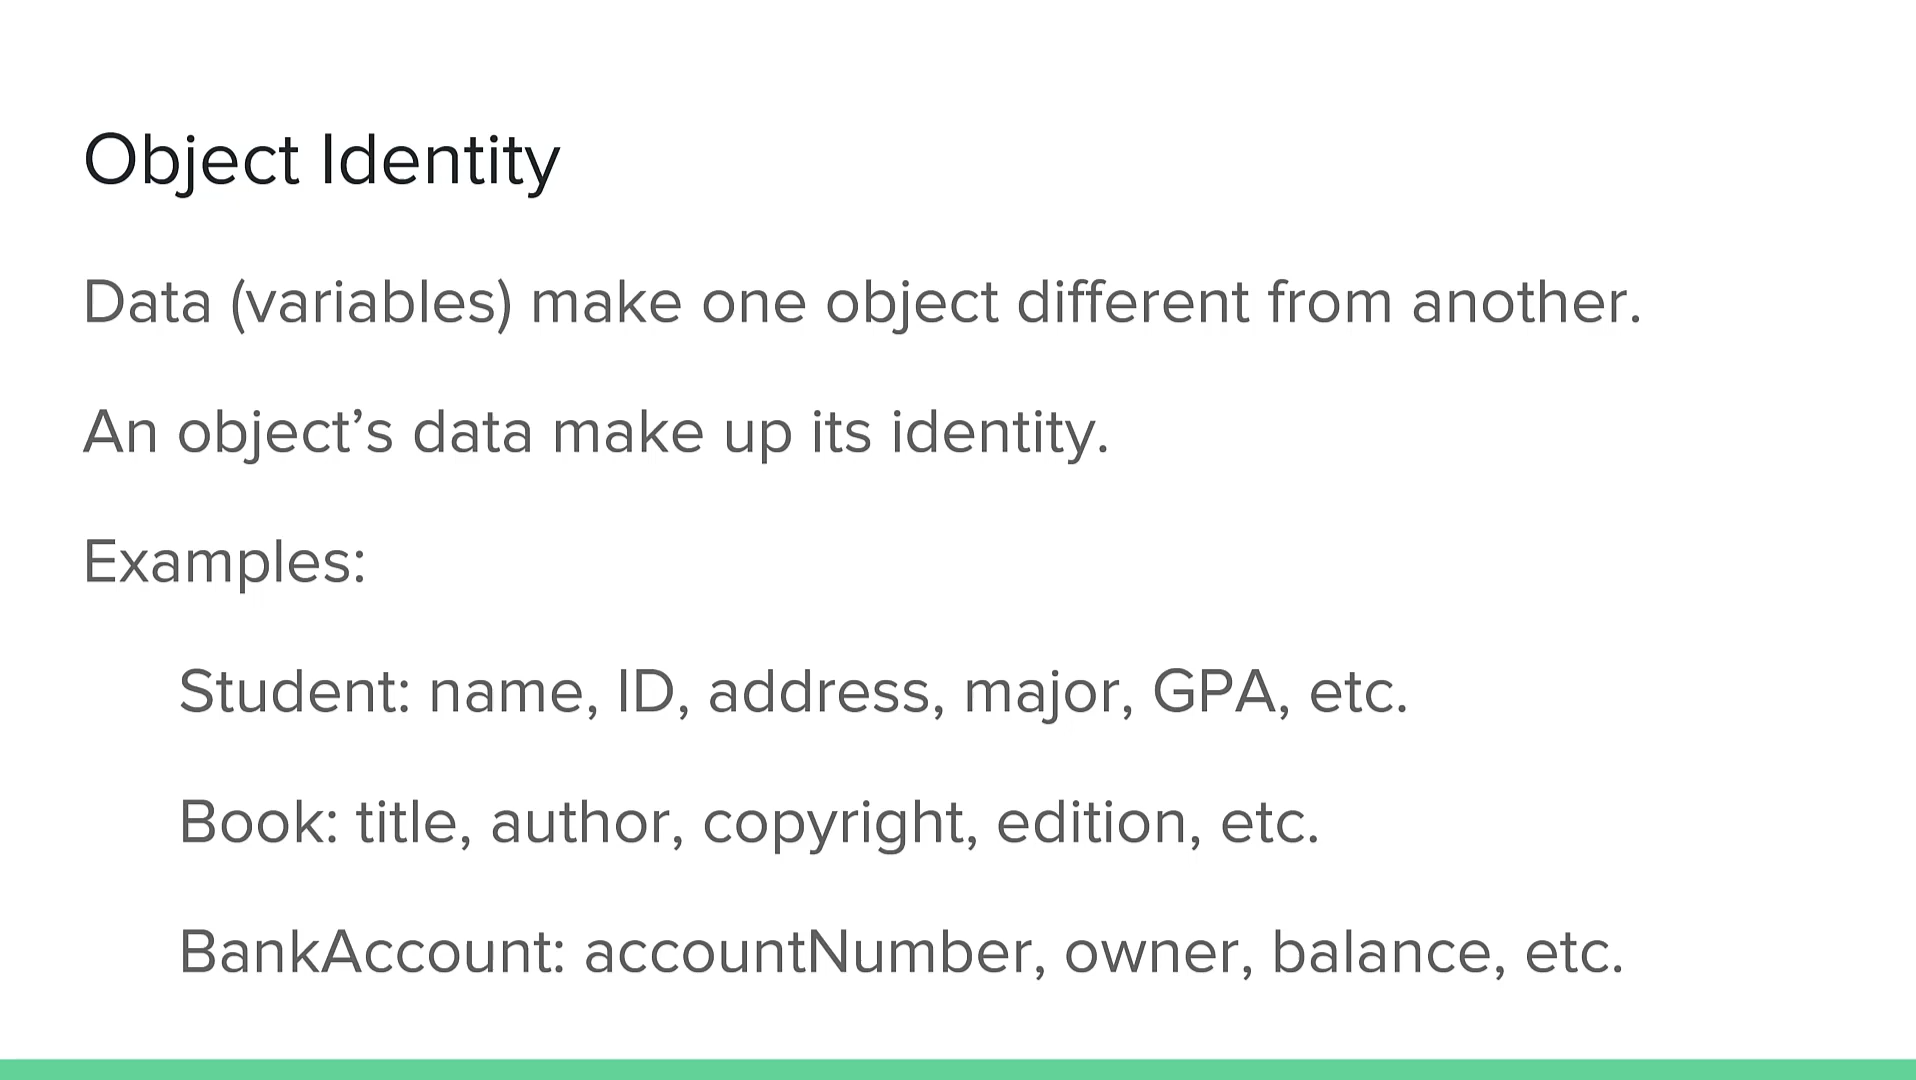 Object Identity
Data (variables) make one object different from another.
An object’s data make up its identity.
Examples:
Student: name, ID, address, major, GPA, etc.
Book: title, author, copyright, edition, etc.
BankAccount: accountNumber, owner, balance, etc.